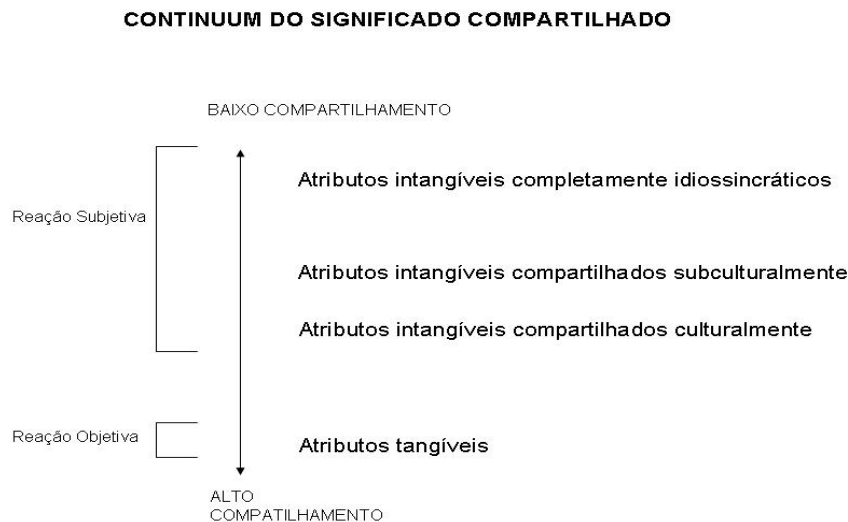 CONTINUUM DO SIGNIFICADO COMPARTILHADO
BAIXO COMPARTILHAMENTO
Atributos intangíveis completamente idiossincráticos
Reação Subjetiva
Atributos intangíveis compartilhados subculturalmente
Atributos intangíveis compartilhados culturalmente
Reação Objetiva
Atributos tangíveis
ALTO
COMPATILHAMENTO